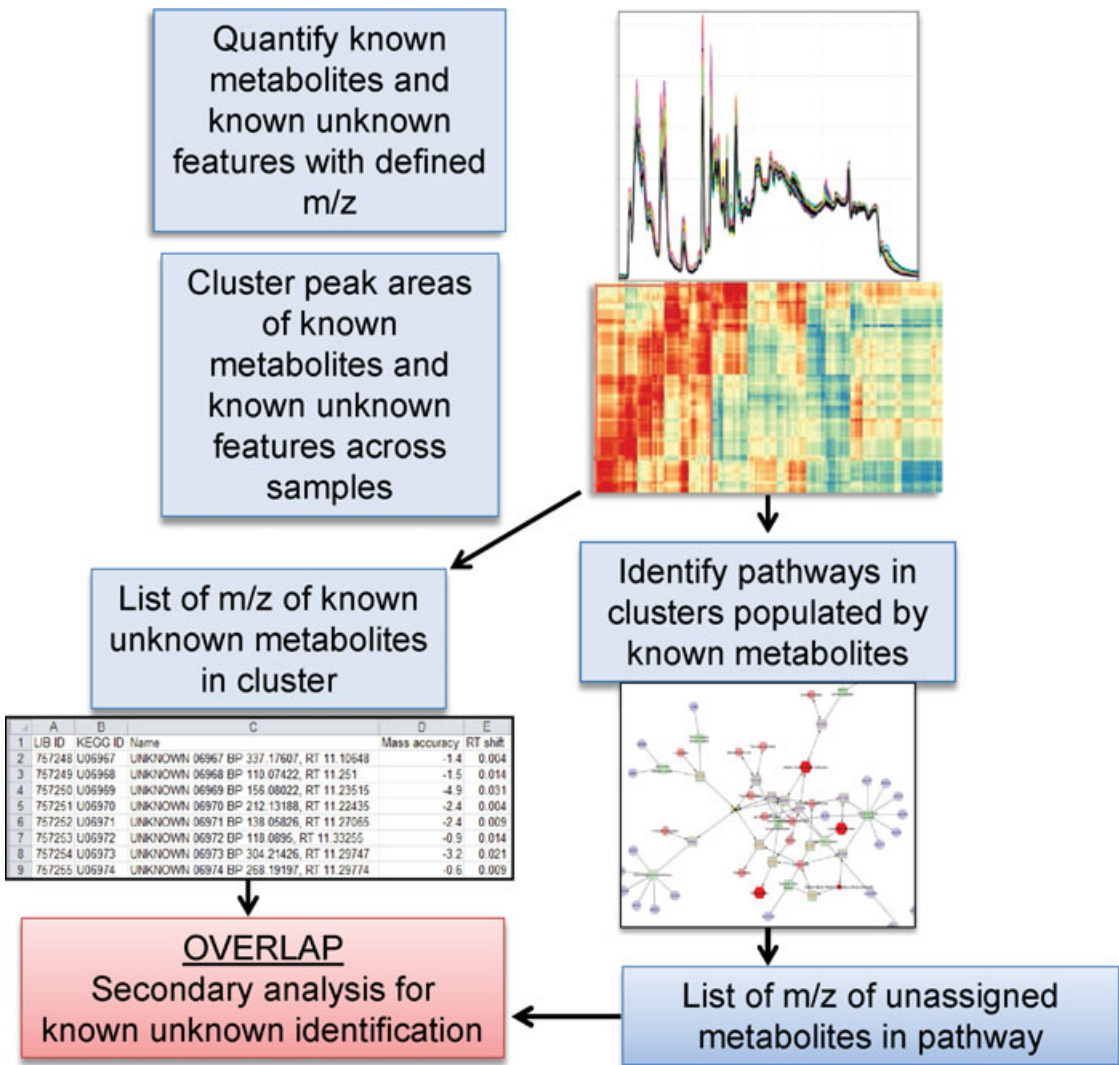 Quantify known
metabolites and
known unknown
features with defined
m/z
Cluster peak areas
of known
metabolites and
known unknown
features across
samples
List of m/z of known
unknown metabolites
in cluster
Identify pathways in
clusters populated by
known metabolites
A B C D E
1 LIB ID KEGG ID Name Mass accuracy RT shift
2 757248 U06967 UNKNOWN 06967 BP 337.17607, RT 11.10648 -1.4 0.004
3 757249 U06968 UNKNOWN 06968 BP 110.07422, RT 11.251 -1.5 0.014
4 757250 U06969 UNKNOWN 06969 BP 156.08022, RT 11.23515 -4.9 0.031
5 757251 U06970 UNKNOWN 06970 BP 212.13188, RT 11.22435 -2.4 0.004
6 757252 U06971 UNKNOWN 06971 BP 138.05826, RT 11.27065 -2.4 0.009
7 757253 U06972 UNKNOWN 06972 BP 118.0895, RT 11.33255 -0.9 0.014
8 757254 U06973 UNKNOWN 06973 BP 304.21426, RT 11.29747 -3.2 0.021
9 757255 U06974 UNKNOWN 06974 BP 268.19197, RT 11.29774 -0.6 0.009
OVERLAP
Secondary analysis for
known unknown identification
List of m/z of unassigned
metabolites in pathway